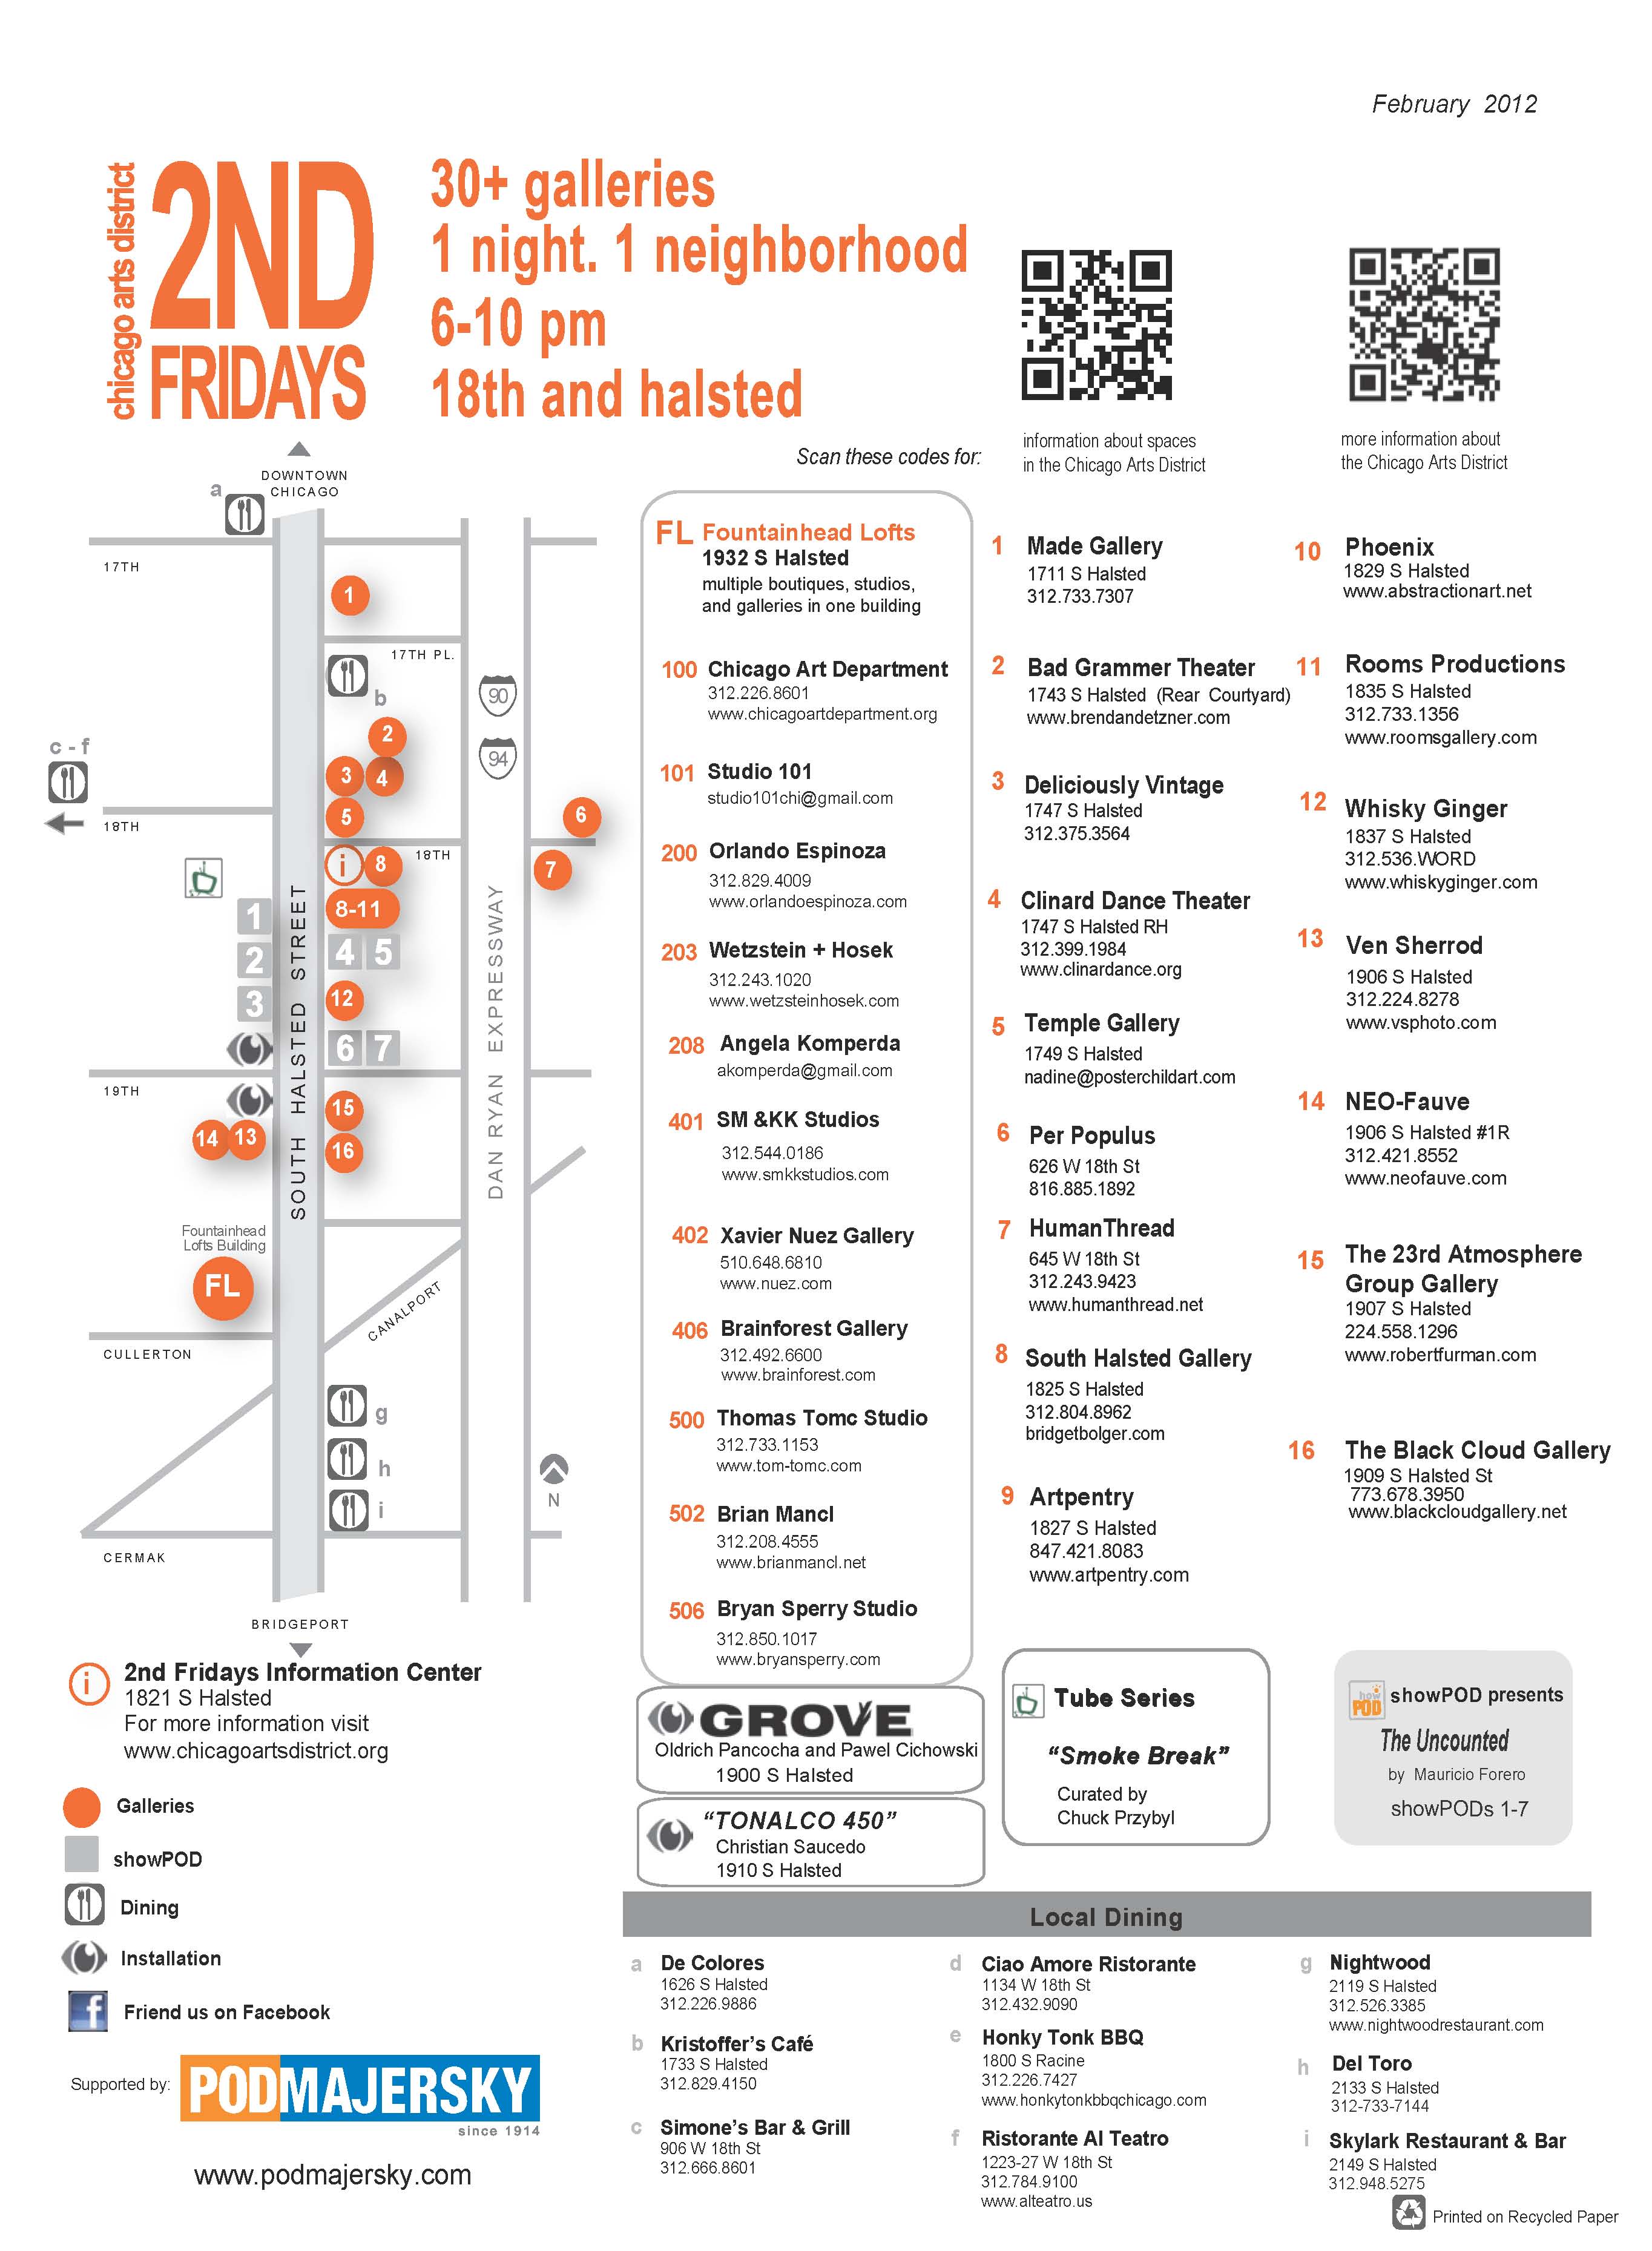 February 2012
chicago arts district
2ND
FRIDAYS
30+ galleries
1 night. 1 neighborhood
6-10 pm
18th and halsted
Scan these codes for:
information about spaces
in the Chicago Arts District
more information about
the Chicago Arts District
DOWNTOWN
CHICAGO
a
17TH
1
17TH PL.
b
90
2
c - f
94
3
4
5
6
18TH
18TH
i
8
7
8-11
1
4
5
2
3
12
6
7
SOUTH HALSTED STREET
DAN RYAN EXPRESSWAY
19TH
15
14
13
16
Fountainhead
Lofts Building
FL
CANALPORT
CULLERTON
g
h
i
N
CERMAK
BRIDGEPORT
i
2nd Fridays Information Center
1821 S Halsted
For more information visit
www.chicagoartsdistrict.org
Galleries
showPOD
Dining
Installation
f
Friend us on Facebook
Supported by:
PODMAJERSKY
since 1914
www.podmajersky.com
FL Fountainhead Lofts
1932 S Halsted
multiple boutiques, studios,
and galleries in one building
100 Chicago Art Department
312.226.8601
www.chicagoartdepartment.org
101 Studio 101
studio101chi@gmail.com
200 Orlando Espinoza
312.829.4009
www.orlandoespinoza.com
203 Wetzstein + Hosek
312.243.1020
www.wetzsteinhosek.com
208 Angela Komperda
akomperda@gmail.com
401 SM &KK Studios
312.544.0186
www.smkkstudios.com
402 Xavier Nuez Gallery
510.648.6810
www.nuez.com
406 Brainforest Gallery
312.492.6600
www.brainforest.com
500 Thomas Tomc Studio
312.733.1153
www.tom-tomc.com
502 Brian Mancl
312.208.4555
www.brianmancl.net
506 Bryan Sperry Studio
312.850.1017
www.bryansperry.com
GROVE
Oldrich Pancocha and Pawel Cichowski
1900 S Halsted
“TONALCO 450”
Christian Saucedo
1910 S Halsted
1 Made Gallery
1711 S Halsted
312.733.7307
2 Bad Grammer Theater
1743 S Halsted (Rear Courtyard)
www.brendandetzner.com
3 Deliciously Vintage
1747 S Halsted
312.375.3564
4 Clinard Dance Theater
1747 S Halsted RH
312.399.1984
www.clinardance.org
5 Temple Gallery
1749 S Halsted
nadine@posterchildart.com
6 Per Populus
626 W 18th St
816.885.1892
7 HumanThread
645 W 18th St
312.243.9423
www.humanthread.net
8 South Halsted Gallery
1825 S Halsted
312.804.8962
bridgetbolger.com
9 Artpentry
1827 S Halsted
847.421.8083
www.artpentry.com
10 Phoenix
1829 S Halsted
www.abstractionart.net
11 Rooms Productions
1835 S Halsted
312.733.1356
www.roomsgallery.com
12 Whisky Ginger
1837 S Halsted
312.536.WORD
www.whiskyginger.com
13 Ven Sherrod
1906 S Halsted
312.224.8278
www.vsphoto.com
14 NEO-Fauve
1906 S Halsted #1R
312.421.8552
www.neofauve.com
15 The 23rd Atmosphere
Group Gallery
1907 S Halsted
224.558.1296
www.robertfurman.com
16 The Black Cloud Gallery
1909 S Halsted St
773.678.3950
www.blackcloudgallery.net
Tube Series
“Smoke Break”
Curated by
Chuck Przybyl
how
POD
showPOD presents
The Uncounted
by Mauricio Forero
showPODs 1-7
Local Dining
a De Colores
1626 S Halsted
312.226.9886
b Kristoffer’s Café
1733 S Halsted
312.829.4150
c Simone’s Bar & Grill
906 W 18th St
312.666.8601
d Ciao Amore Ristorante
1134 W 18th St
312.432.9090
e Honky Tonk BBQ
1800 S Racine
312.226.7427
www.honkytonkbbqchicago.com
f Ristorante Al Teatro
1223-27 W 18th St
312.784.9100
www.alteatro.us
g Nightwood
2119 S Halsted
312.526.3385
www.nightwoodrestaurant.com
h Del Toro
2133 S Halsted
312-733-7144
i Skylark Restaurant & Bar
2149 S Halsted
312.948.5275
Printed on Recycled Paper